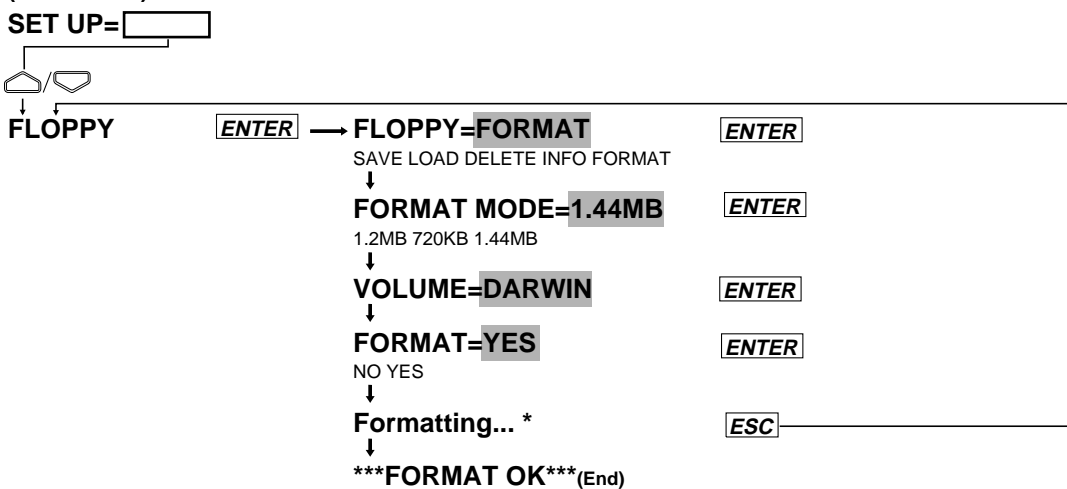 SET UP=
/
FLOPPY ENTER FLOPPY=FORMAT ENTER
SAVE LOAD DELETE INFO FORMAT
FORMAT MODE=1.44MB ENTER
1.2MB 720KB 1.44MB
VOLUME=DARWIN ENTER
FORMAT=YES ENTER
NO YES
Formatting... * ESC
***FORMAT OK***(End)